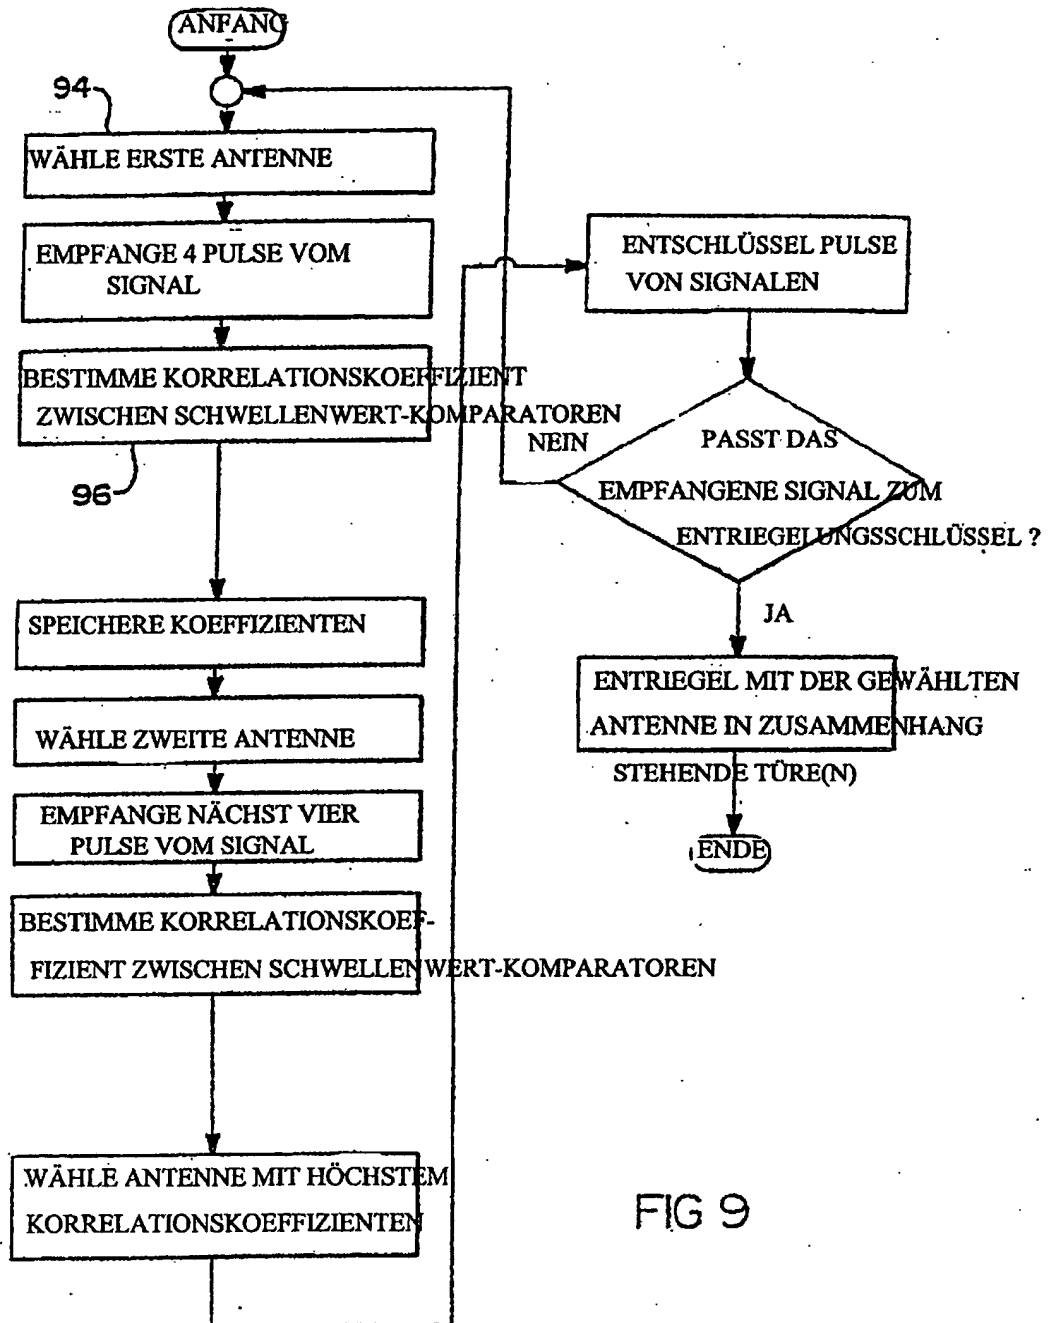 ANFANG
94
WÄHLE ERSTE ANTENNE
EMPFANGE 4 PULSE VOM
SIGNAL
BESTIMME KORRELATIONSKOEFFIZIENT
ZWISCHEN SCHWELLENWERT-KOMPARATOREN
96
SPEICHERE KOEFFIZIENTEN
WÄHLE ZWEITE ANTENNE
EMPFANGE NÄCHST VIER
PULSE VOM SIGNAL
BESTIMME KORRELATIONSKOEF-
FIZIENT ZWISCHEN SCHWELLENWERT-KOMPARATOREN
WÄHLE ANTENNE MIT HÖCHSTEM
KORRELATIONSKOEFFIZIENTEN
ENTSCHLÜSSEL PULSE
VON SIGNALEN
NEIN
PASST DAS
EMPFANGENE SIGNAL ZUM
ENTRIEGELUNGSSCHLÜSSEL ?
JA
ENTRIEGEL MIT DER GEWÄHLTEN
ANTENNE IN ZUSAMMENHANG
STEHENDE TÜRE(N)
ENDE
FIG 9